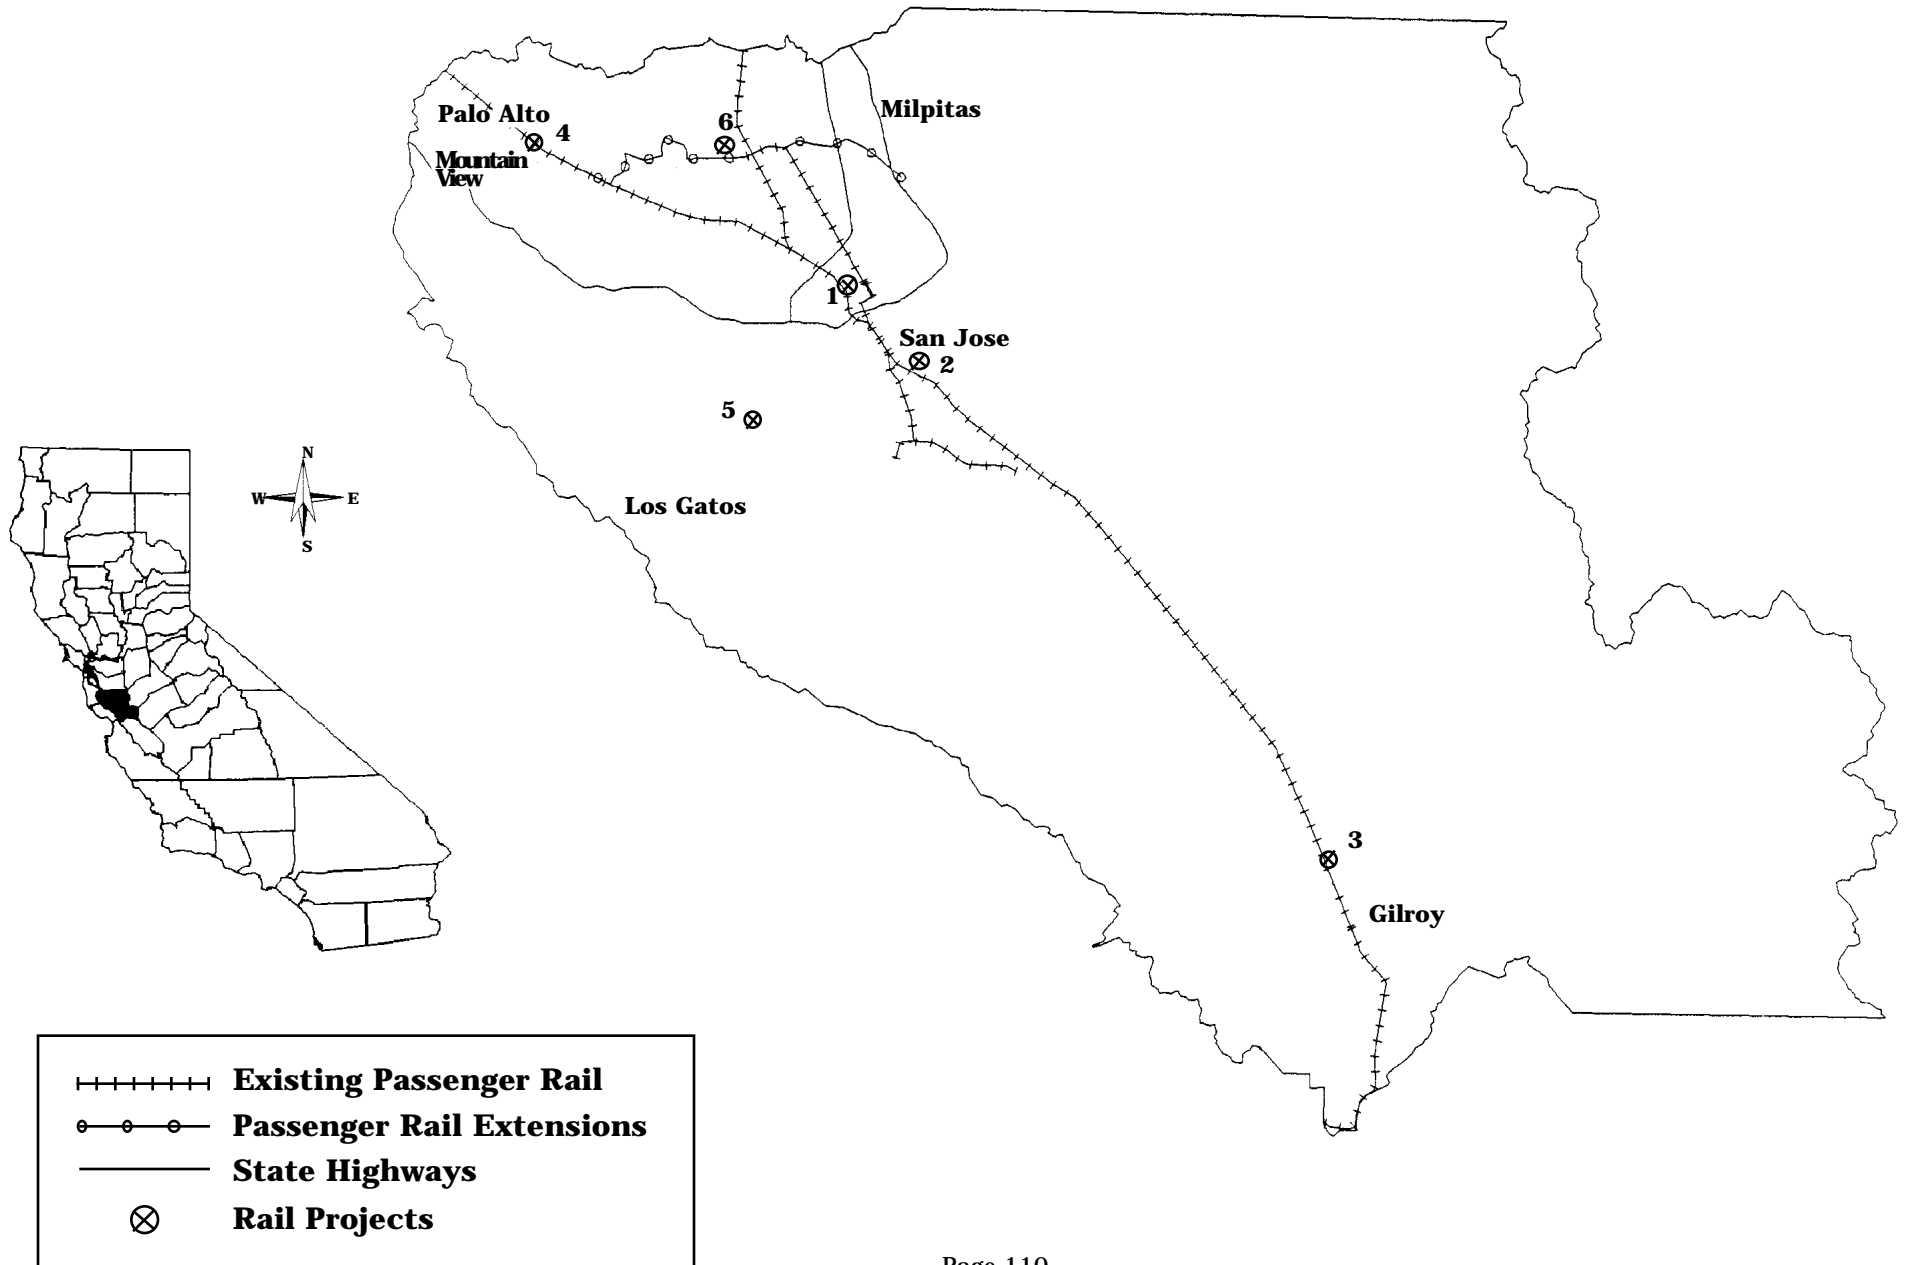 Palo Alto
4
6
Milpitas
Mountain
View
1
San Jose
2
5
Los Gatos
N
W
E
S
3
Gilroy
Existing Passenger Rail
Passenger Rail Extensions
State Highways
Rail Projects
Page 110